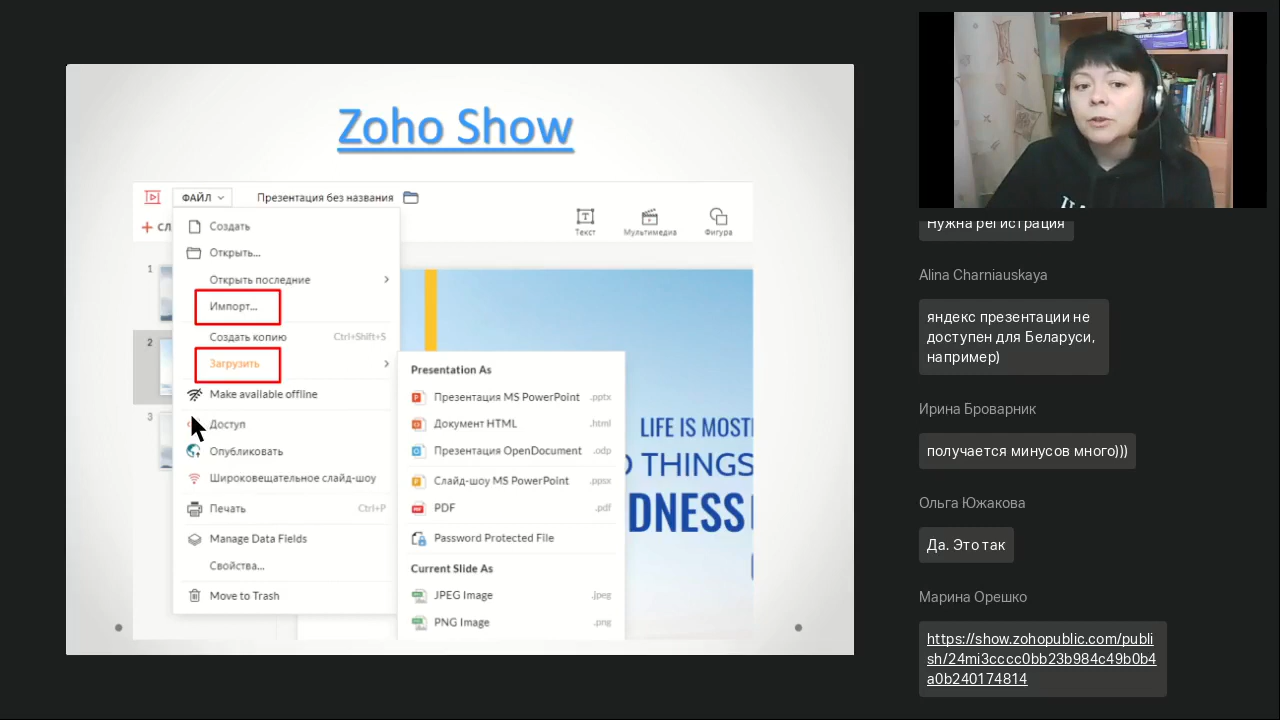 Zoho Show
ФАЙЛ
Презентация без названия
Текст
Мультимедиа
Фигура
Создать
Открыть...
Открыть последние
Импорт...
Создать копию Ctrl+Shift+S
Загрузить
Make available offline
Доступ
Опубликовать
Широковещательное слайд-шоу
Печать Ctrl+P
Manage Data Fields
Свойства...
Move to Trash
1
2
3
Presentation As
Презентация MS PowerPoint .pptx
Документ HTML .html
Презентация OpenDocument .odp
Слайд-шоу MS PowerPoint .ppsx
PDF .pdf
Password Protected File
Current Slide As
JPEG Image .jpeg
PNG Image .png
LIFE IS MOST
THINGS
DNESS
Нужна регистрация
Alina Charniauskaya
яндекс презентации не
доступен для Беларуси,
например)
Ирина Броварник
получается минусов много)))
Ольга Южакова
Да. Это так
Марина Орешко
https://show.zohopublic.com/publi
sh/24mi3cccc0bb23b984c49b0b4
a0b240174814